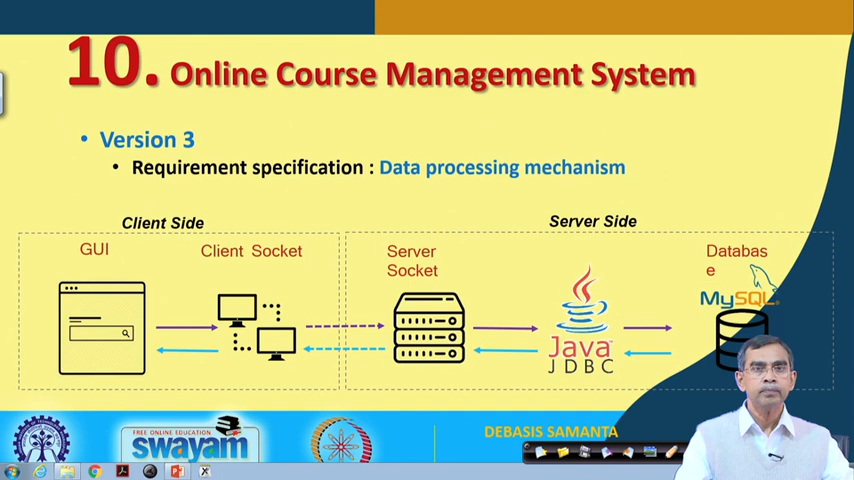 10. Online Course Management System
• Version 3
• Requirement specification : Data processing mechanism
Client Side
Server Side
GUI
Client Socket
Server
Socket
Databas
e
MySQL
Java
JDBC
FREE ONLINE EDUCATION
swayam
DEBASIS SAMANTA